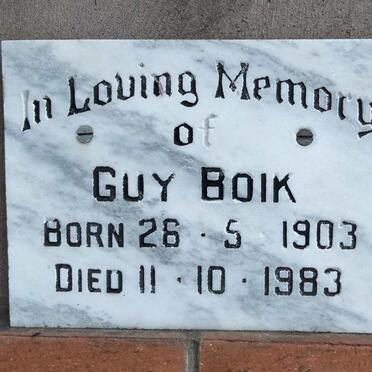 In Loving Memory
of
GUY BOIK
BORN 26 · 5 1903
DIED 11 · 10 · 1983